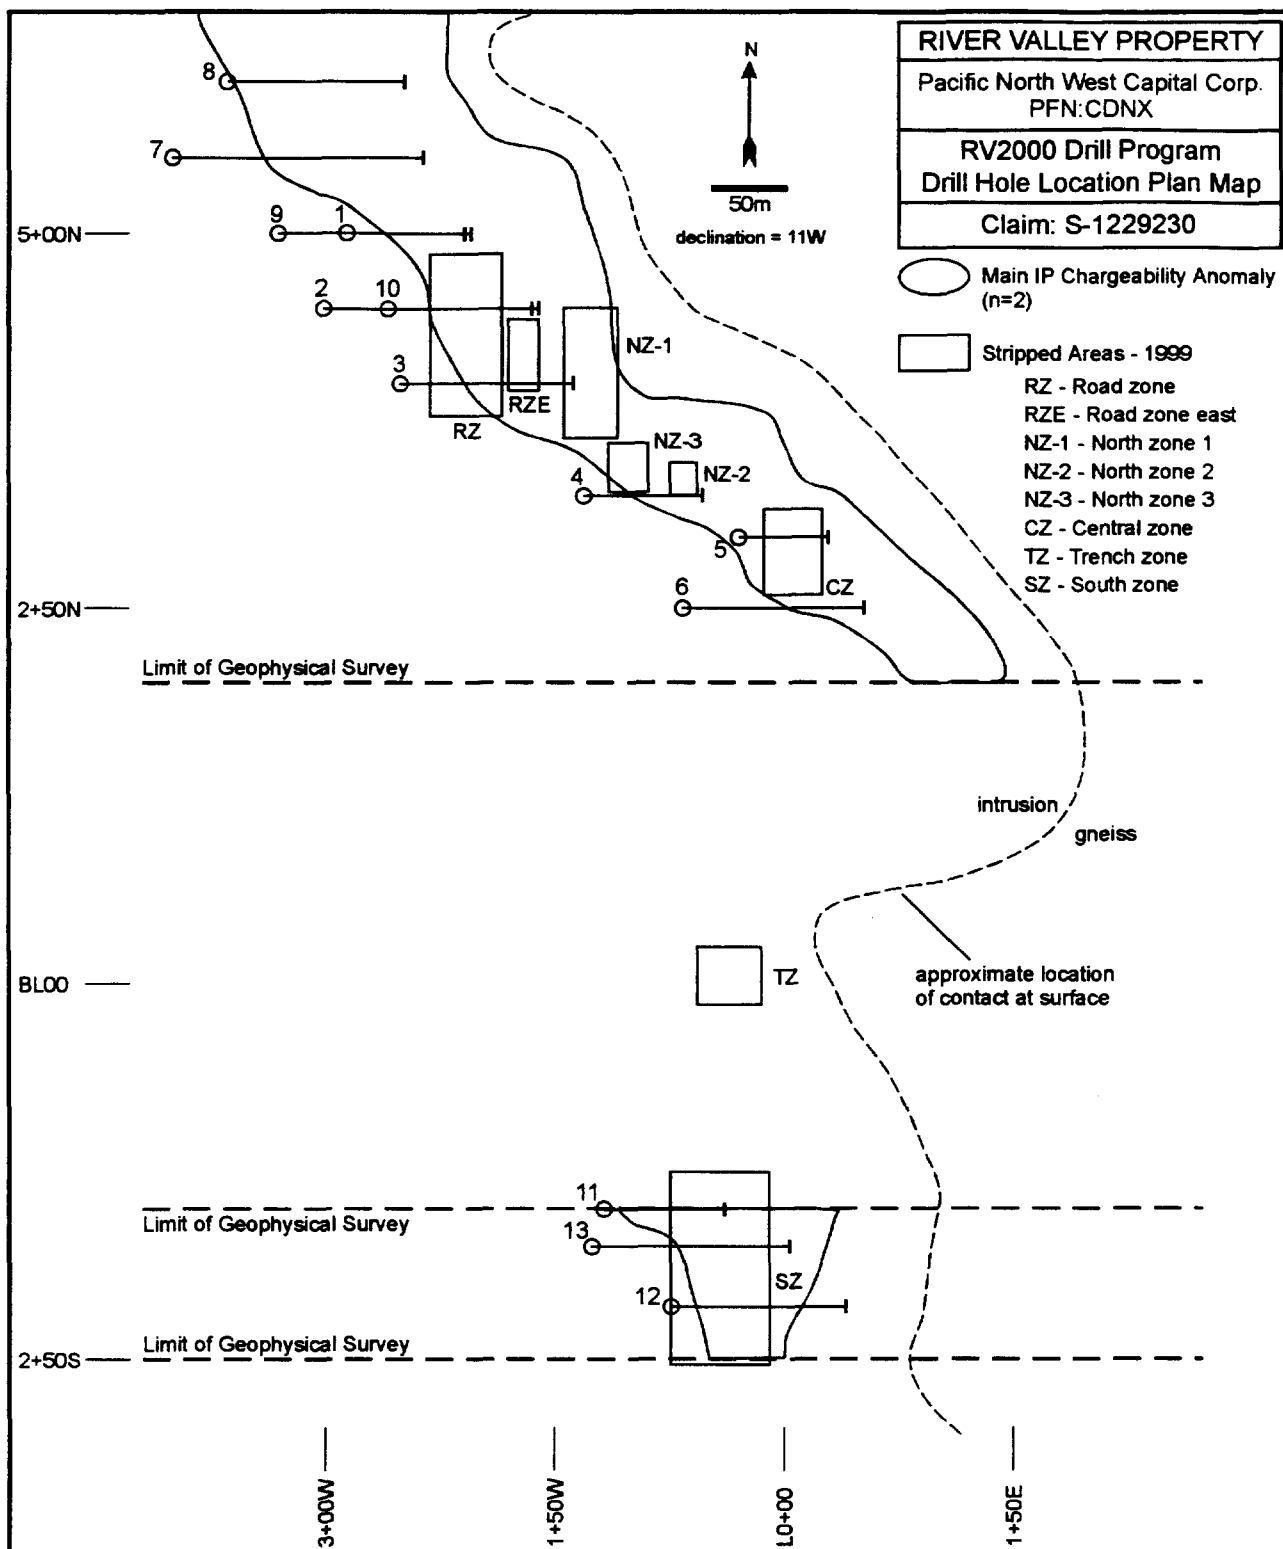 RIVER VALLEY PROPERTY
Pacific North West Capital Corp.
PFN:CDNX
RV2000 Drill Program
Drill Hole Location Plan Map
Claim: S-1229230
N
50m
declination = 11W
Main IP Chargeability Anomaly
(n=2)
Stripped Areas - 1999
RZ - Road zone
RZE - Road zone east
NZ-1 - North zone 1
NZ-2 - North zone 2
NZ-3 - North zone 3
CZ - Central zone
TZ - Trench zone
SZ - South zone
8
7
9
1
5+00N
2
10
NZ-1
3
RZE
RZ
NZ-3
NZ-2
4
5
CZ
6
2+50N
Limit of Geophysical Survey
intrusion
gneiss
TZ
BL00
approximate location
of contact at surface
11
Limit of Geophysical Survey
13
SZ
12
Limit of Geophysical Survey
2+50S
3+00W
1+50W
L0+00
1+50E